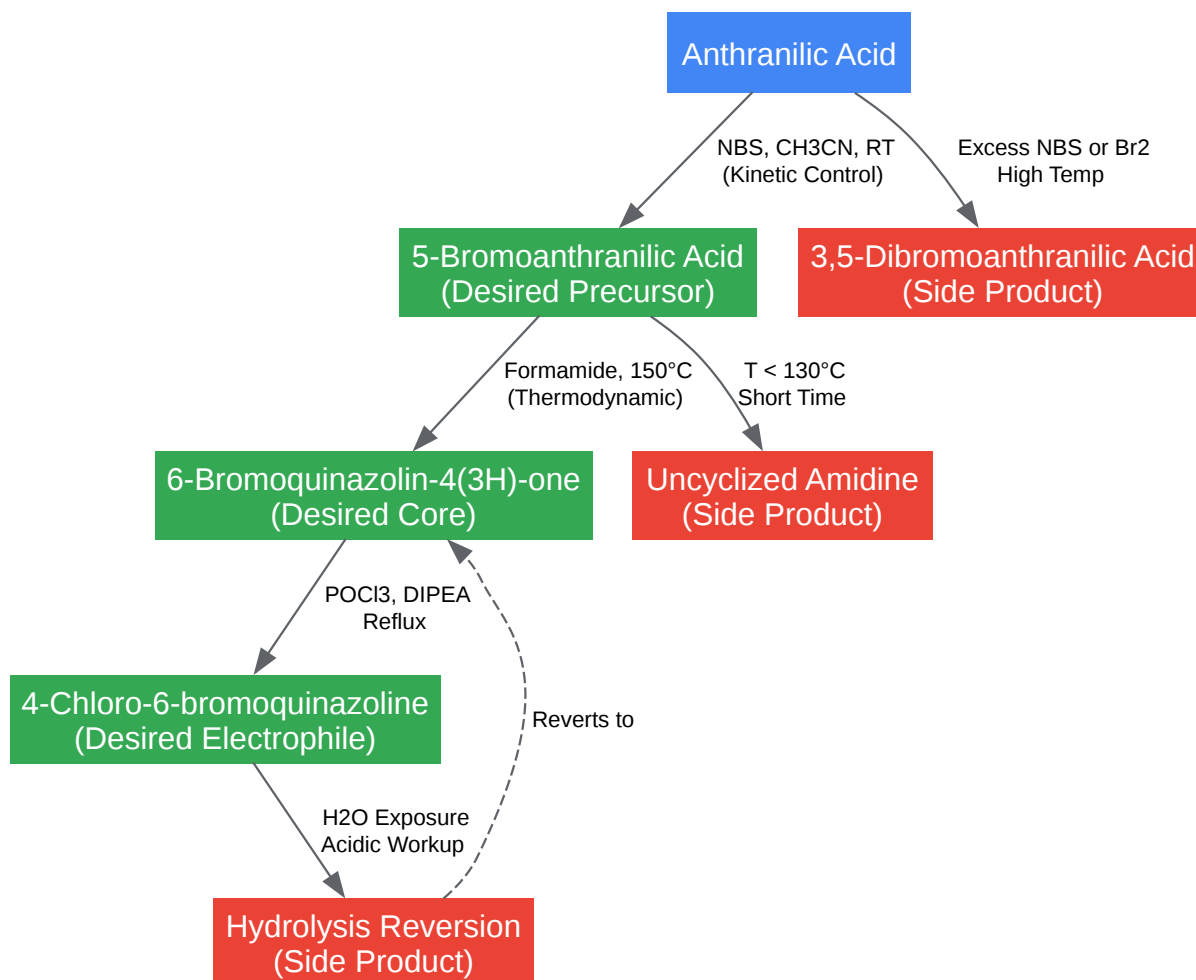 Anthranilic Acid
NBS, CH3CN, RT
(Kinetic Control)
Excess NBS or Br2
High Temp
5-Bromoanthranilic Acid
(Desired Precursor)
3,5-Dibromoanthranilic Acid
(Side Product)
Formamide, 150°C
(Thermodynamic)
T < 130°C
Short Time
6-Bromoquinazolin-4(3H)-one
(Desired Core)
Uncyclized Amidine
(Side Product)
POCl3, DIPEA
Reflux
4-Chloro-6-bromoquinazoline
(Desired Electrophile)
Reverts to
H2O Exposure
Acidic Workup
Hydrolysis Reversion
(Side Product)